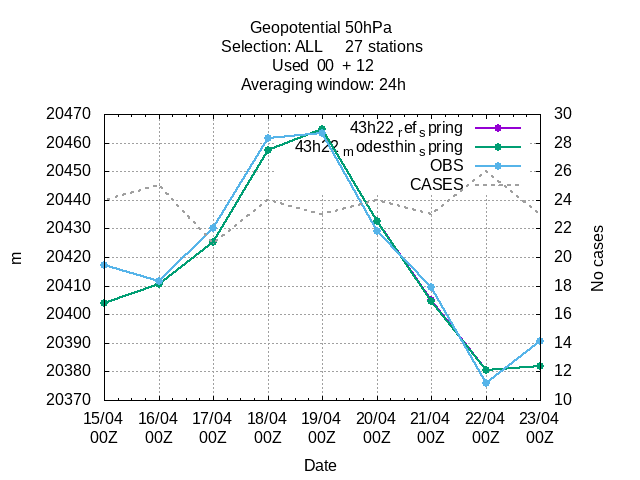 Geopotential 50hPa
Selection: ALL 27 stations
Used 00 + 12
Averaging window: 24h
20470
20460
20450
20440
20430
20420
20410
20400
20390
20380
20370
30
28
26
24
22
20
18
16
14
12
10
43h22 ref spring
43h22 modesthin spring
OBS
CASES
m
No cases
15/04 16/04 17/04 18/04 19/04 20/04 21/04 22/04 23/04
00Z 00Z 00Z 00Z 00Z 00Z 00Z 00Z 00Z
Date